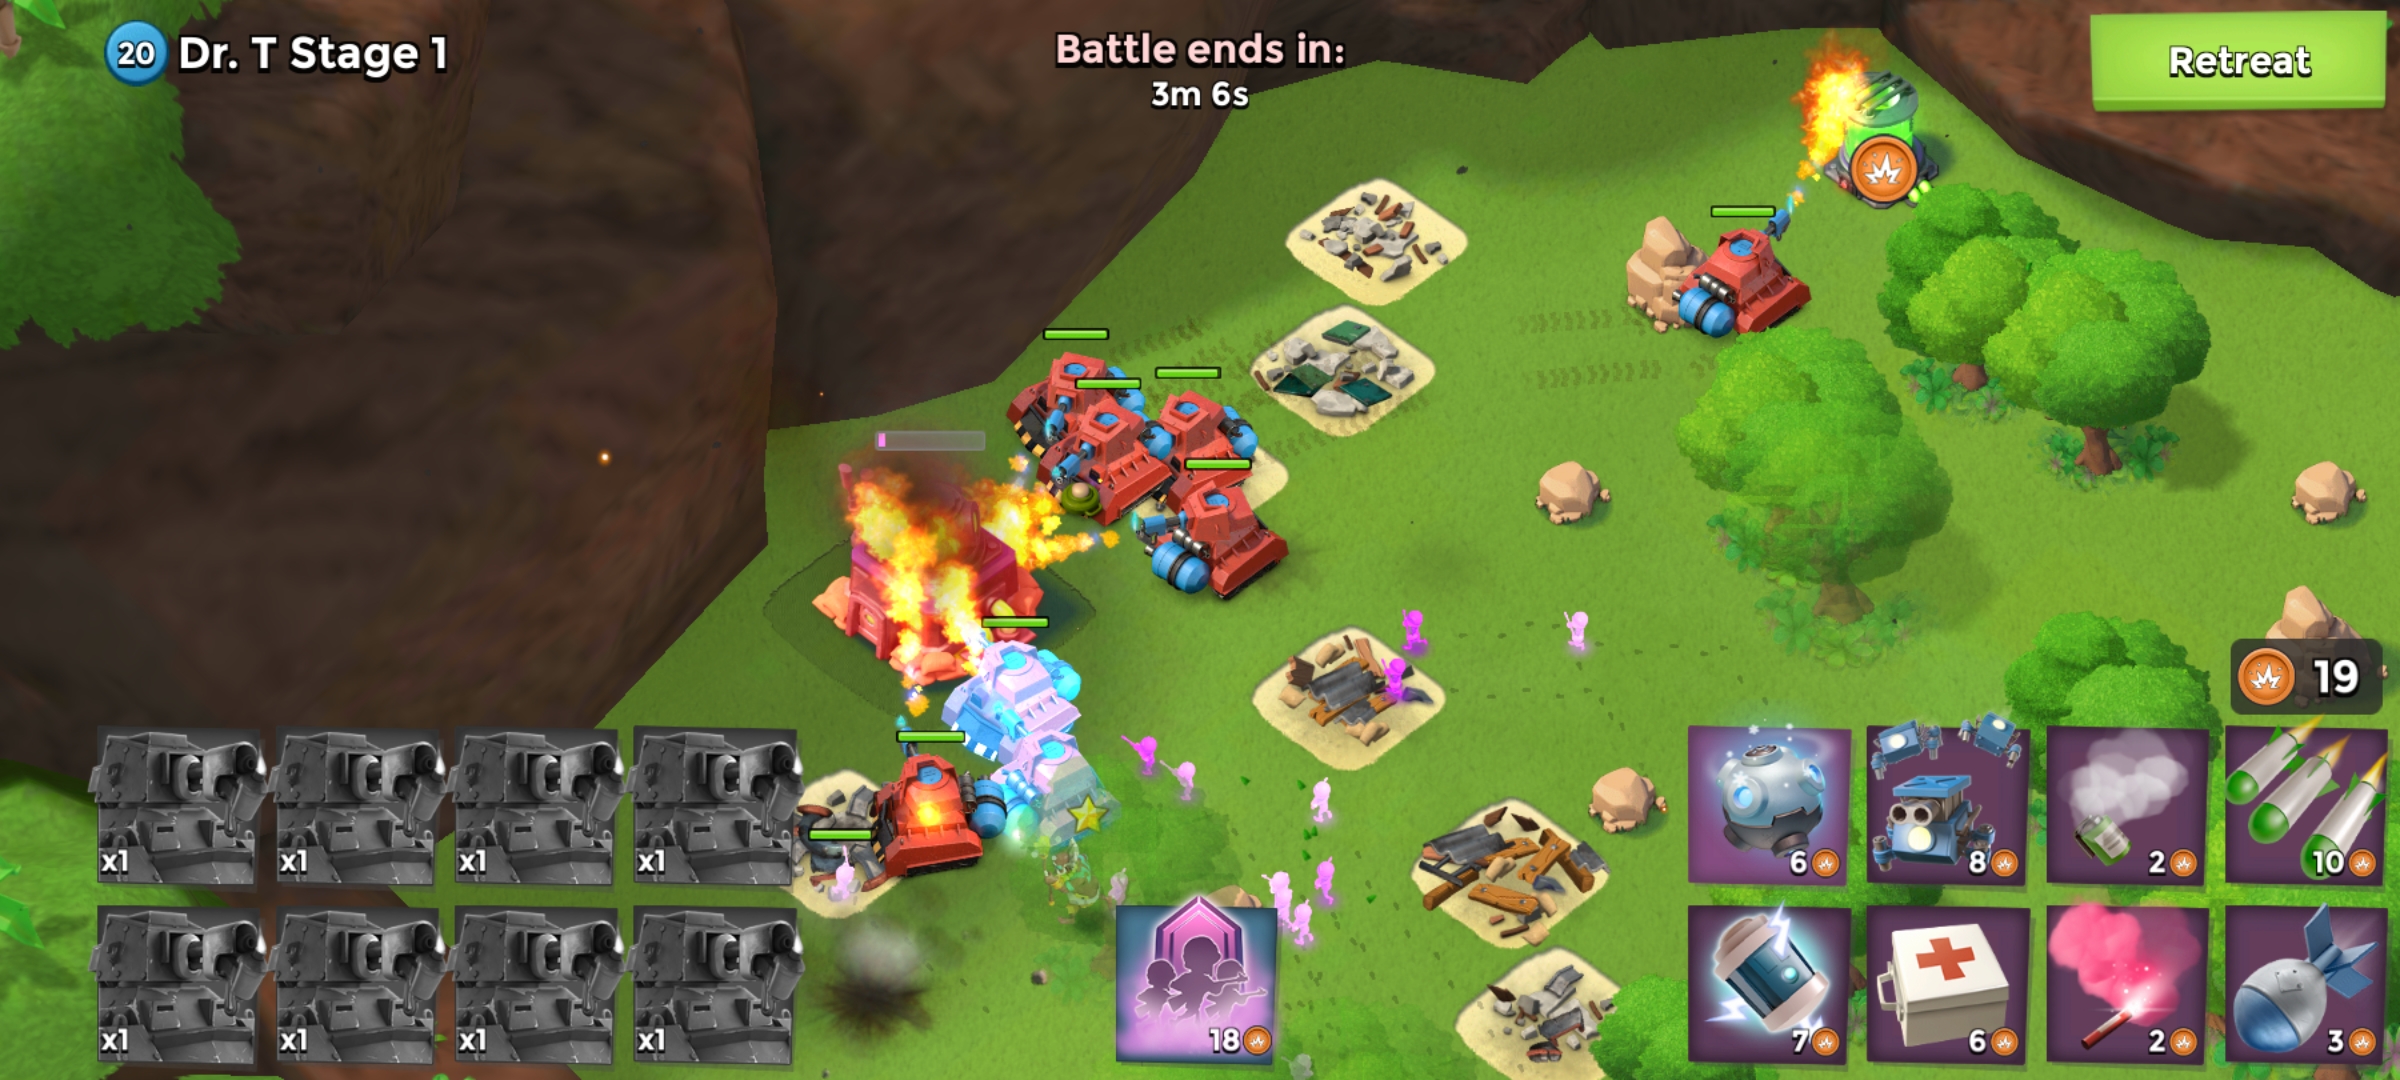 20 Dr. T Stage 1
Battle ends in:
3m 6s
Retreat
19
x1 x1 x1 x1
6 8 2 10
x1 x1 x1 x1
18
7 6 2 3